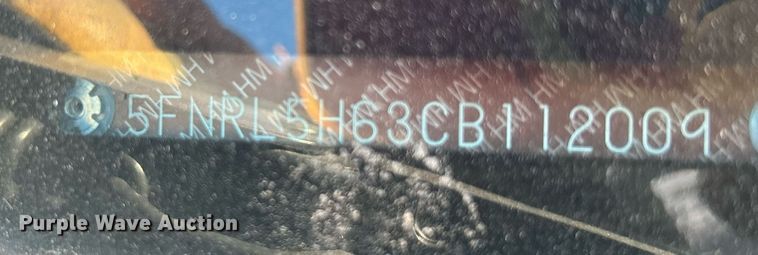 5FNRL5H63CB112009
Purple Wave Auction